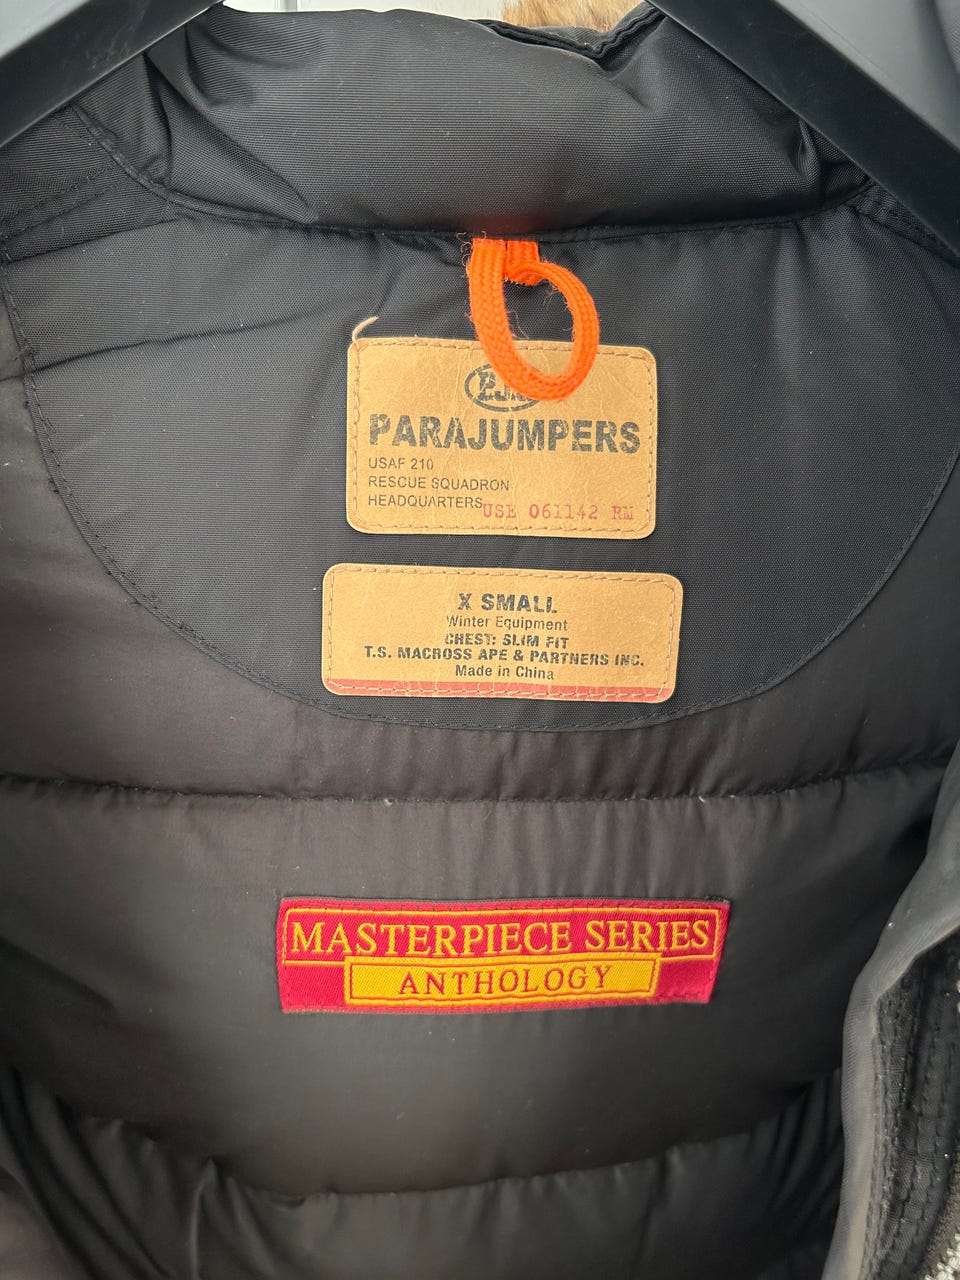 PJS
PARAJUMPERS
USAF 210
RESCUE SQUADRON
HEADQUARTERS
USE 061142 RM
X SMALL
Winter Equipment
CHEST: SLIM FIT
T.S. MACROSS APE & PARTNERS INC.
Made in China
MASTERPIECE SERIES
ANTHOLOGY